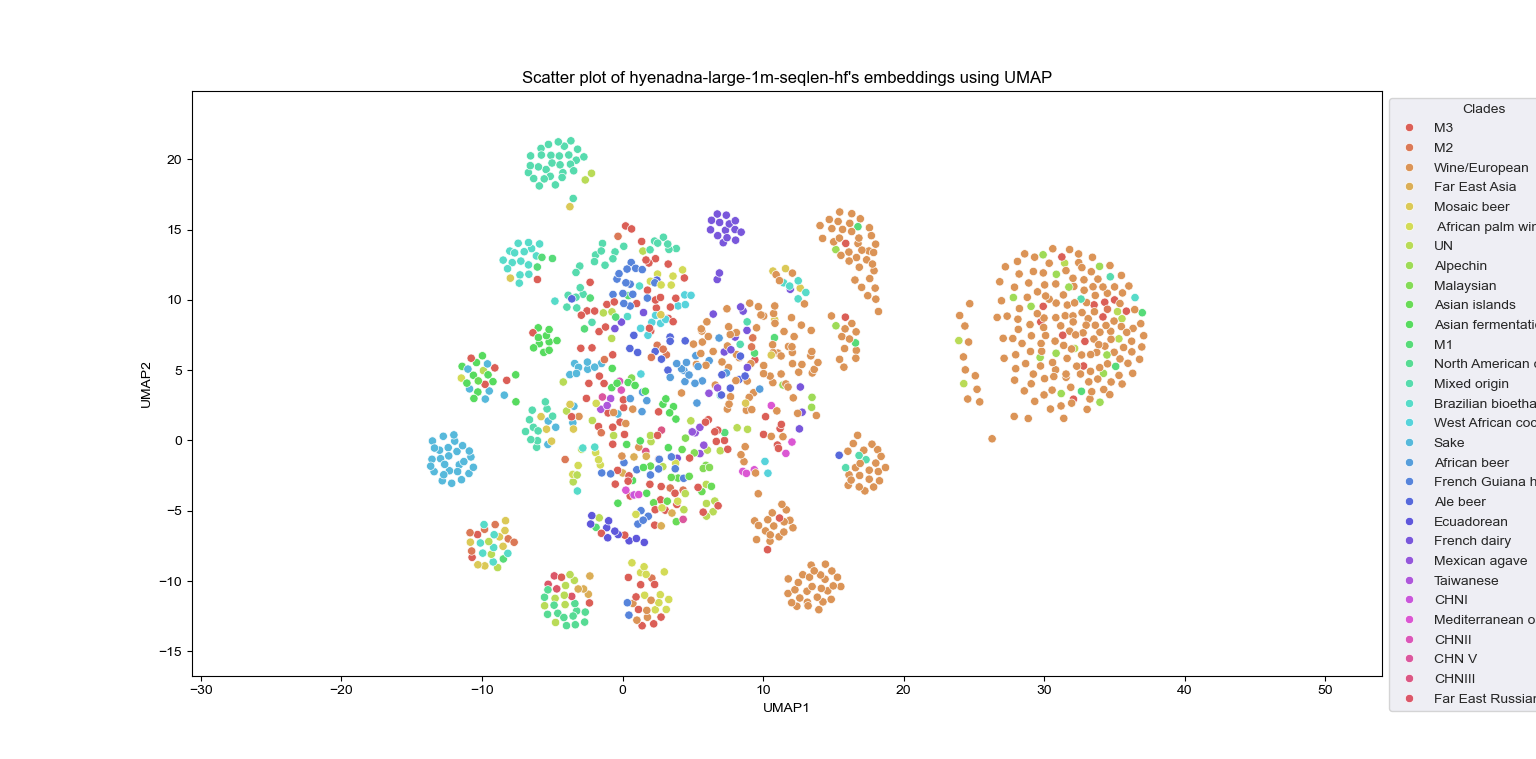 Scatter plot of hyenadna-large-1m-seqlen-hf's embeddings using UMAP
20
15
10
5
0
−5
−10
−15
UMAP2
−30
−20
−10
0
10
20
30
40
50
UMAP1
Clades
M3
M2
Wine/European
Far East Asia
Mosaic beer
African palm wir
UN
Alpechin
Malaysian
Asian islands
Asian fermentatio
M1
North American o
Mixed origin
Brazilian bioetha
West African coc
Sake
African beer
French Guiana h
Ale beer
Ecuadorean
French dairy
Mexican agave
Taiwanese
CHNI
Mediterranean o
CHNII
CHN V
CHNIII
Far East Russian